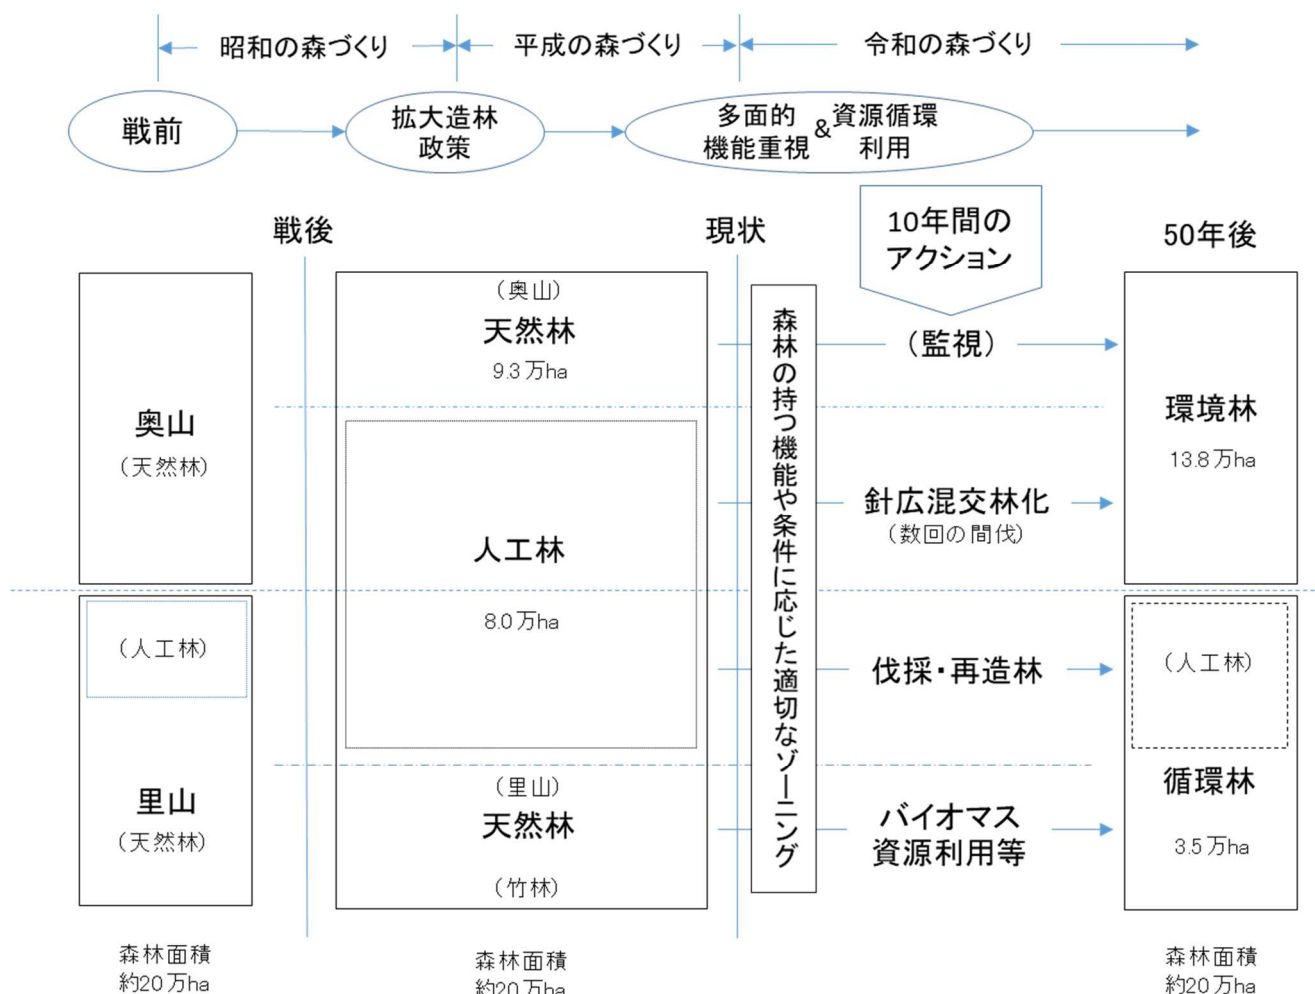 昭和の森づくり
平成の森づくり
令和の森づくり
戦前
拡大造林
政策
多面的
機能重視
&
資源循環
利用
10年間の
アクション
戦後
現状
50年後
奥山
(天然林)
(人工林)
里山
(天然林)
(奥山)
天然林
9.3万ha
人工林
8.0万ha
(里山)
天然林
(竹林)
森林の持つ機能や条件に応じた適切なゾーニング
(監視)
針広混交林化
(数回の間伐)
伐採・再造林
バイオマス
資源利用等
環境林
13.8万ha
(人工林)
循環林
3.5万ha
森林面積
約20万ha
森林面積
約20万ha
森林面積
約20万ha